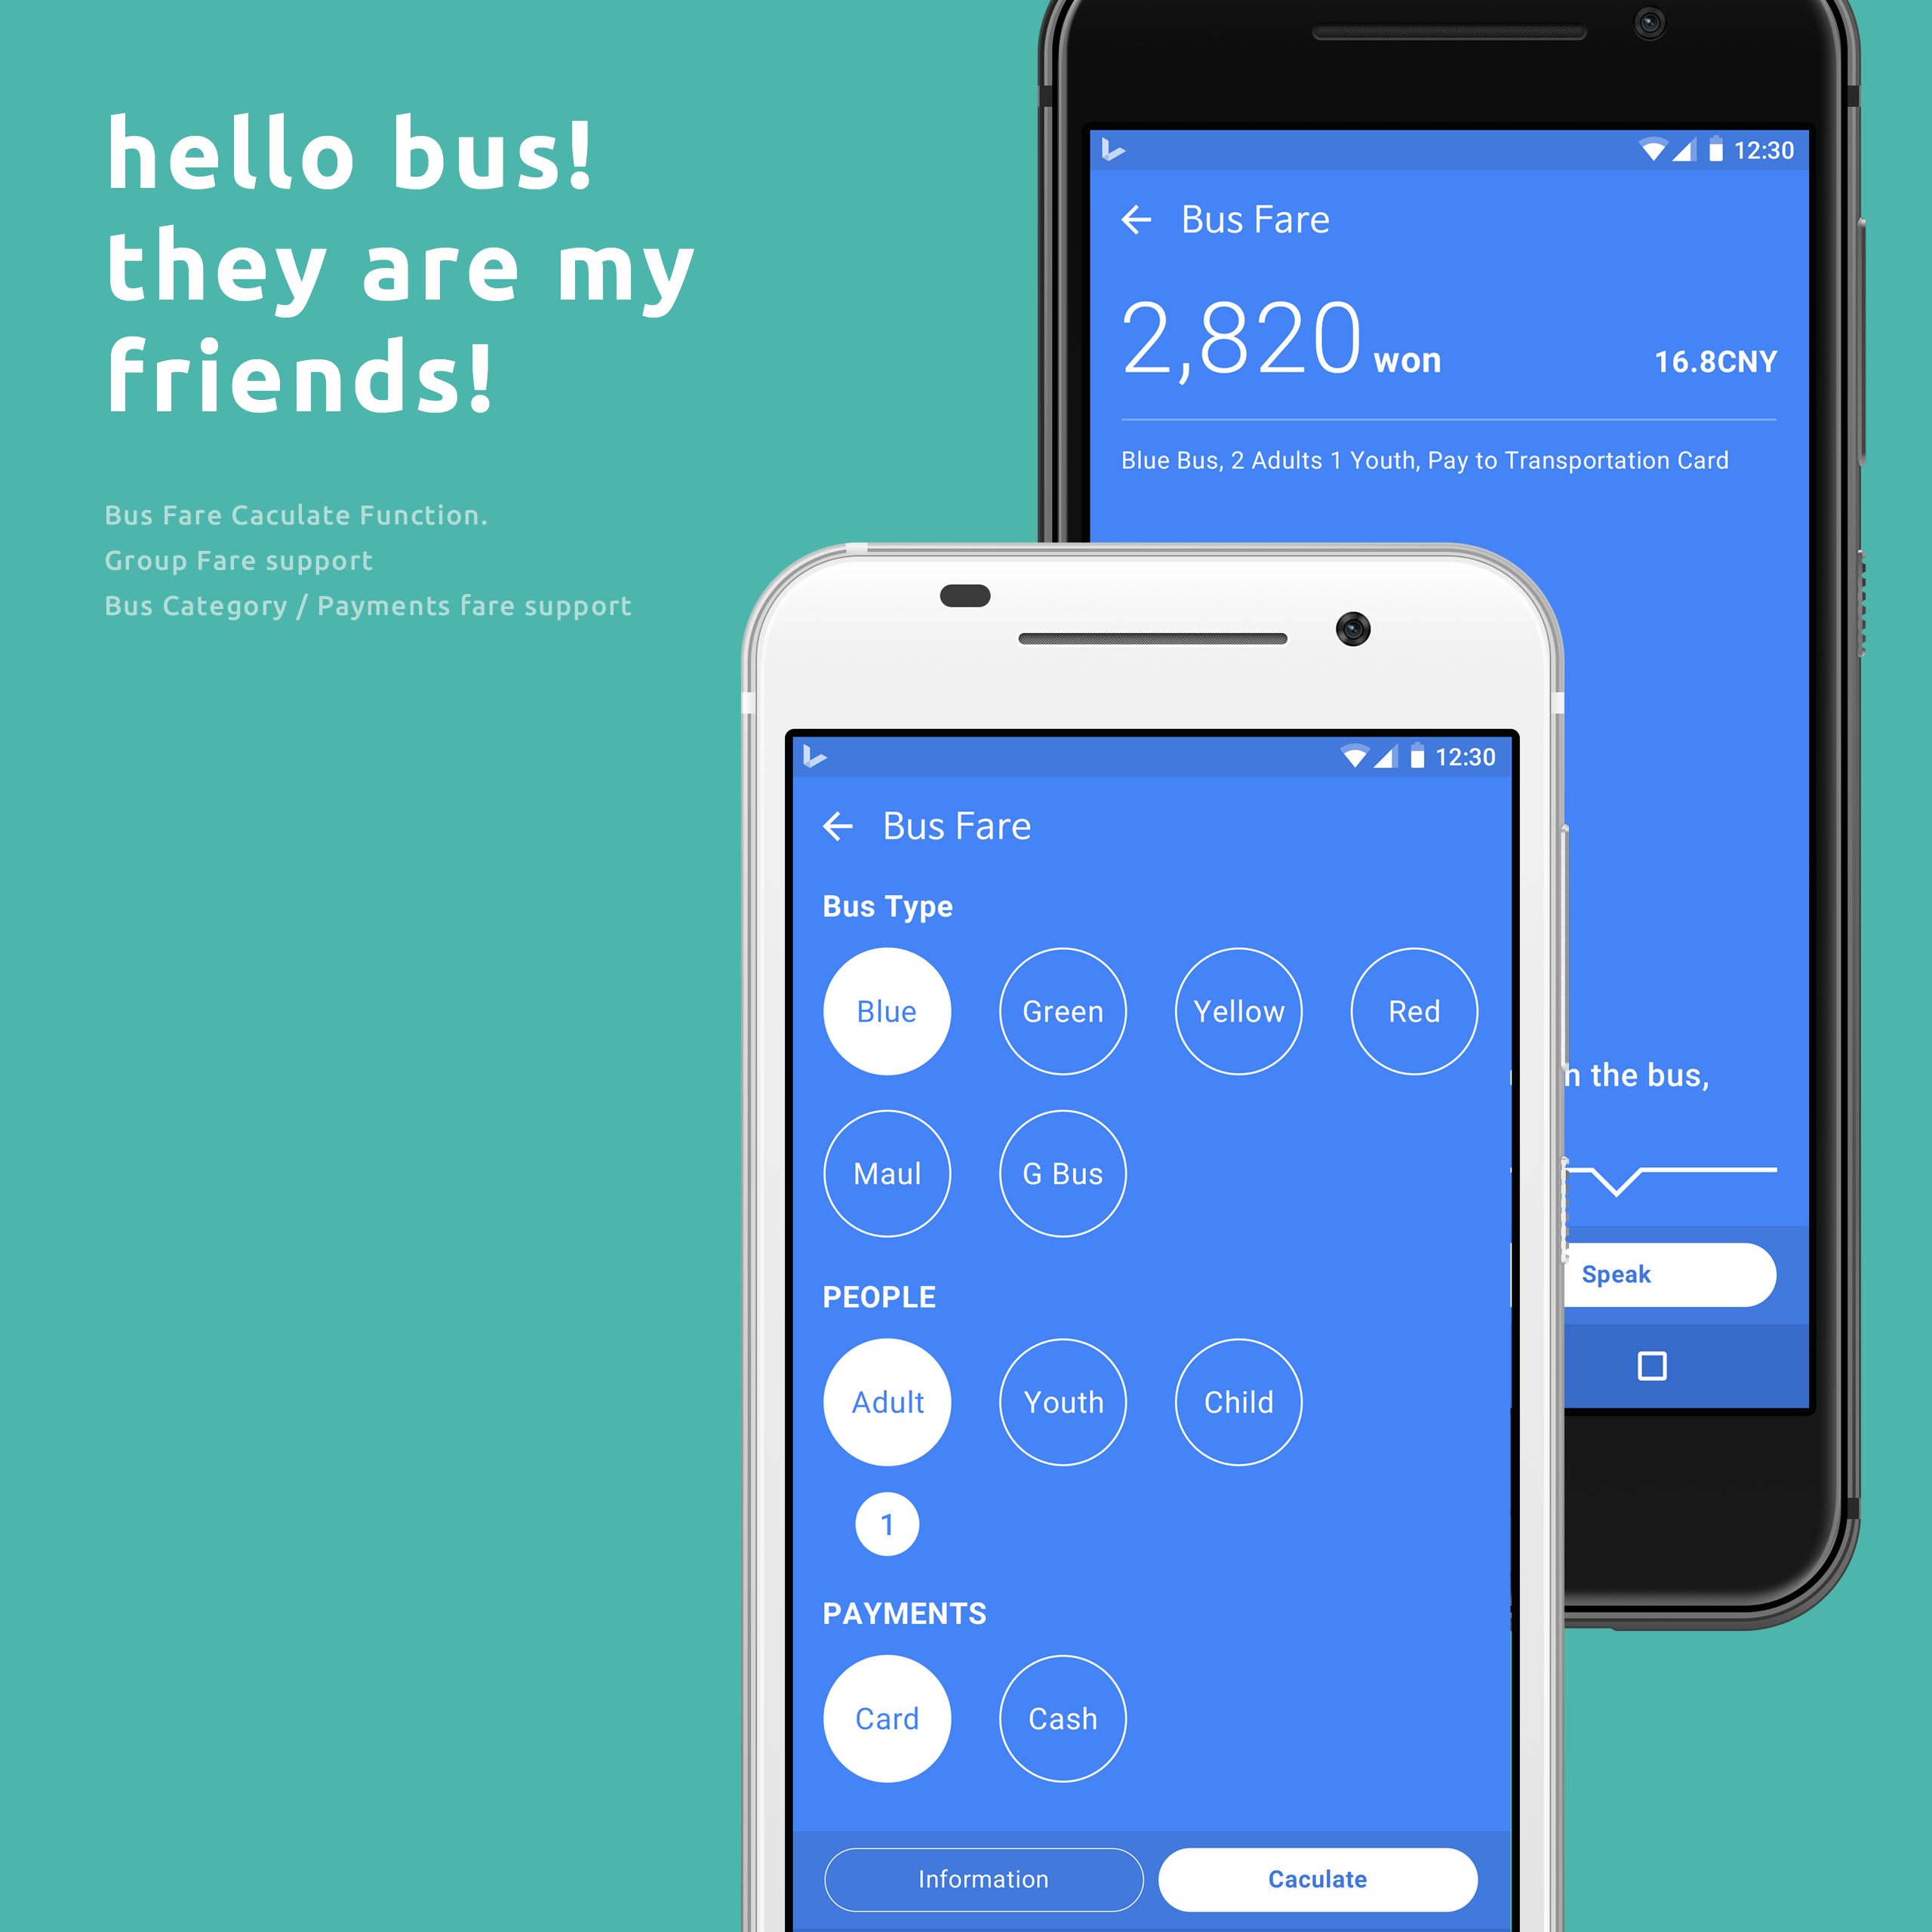 hello bus!
they are my
friends!
Bus Fare Caculate Function.
Group Fare support
Bus Category / Payments fare support
12:30
Bus Fare
2,820 won
16.8CNY
Blue Bus, 2 Adults 1 Youth, Pay to Transportation Card
the bus,
Speak
12:30
Bus Fare
Bus Type
Blue
Green
Yellow
Red
Maul
G Bus
PEOPLE
Adult
Youth
Child
1
PAYMENTS
Card
Cash
Information
Caculate